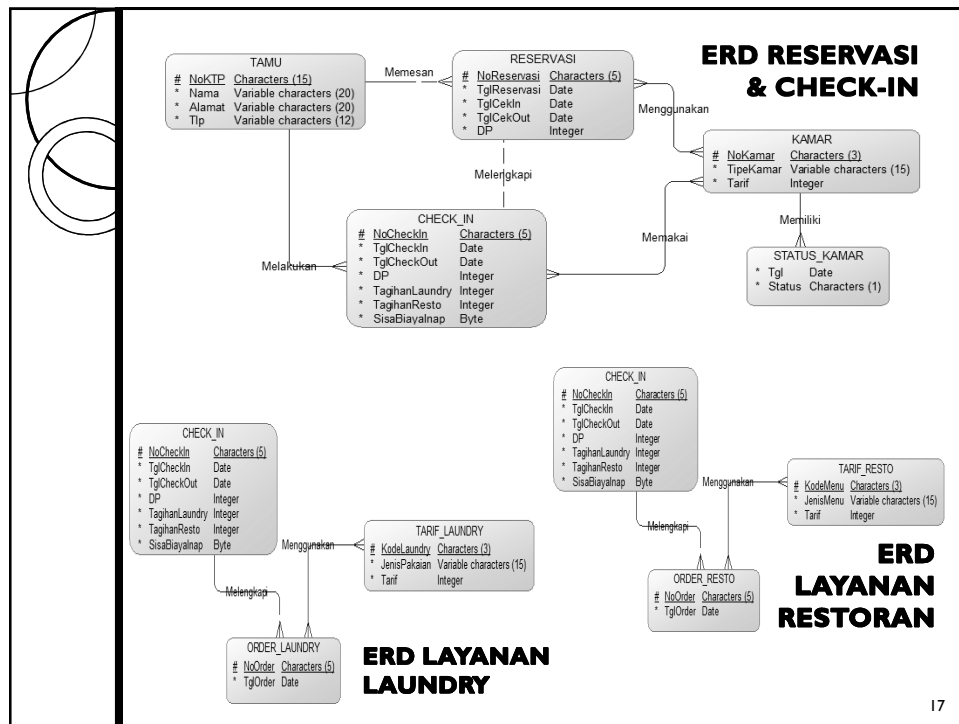 ERD RESERVASI
& CHECK-IN
TAMU
# NoKTP Characters (15)
* Nama Variable characters (20)
* Alamat Variable characters (20)
* Tlp Variable characters (12)
Memesan
RESERVASI
# NoReservasi Characters (5)
* TglReservasi Date
* TglCekIn Date
* TglCekOut Date
* DP Integer
Menggunakan
KAMAR
# NoKamar Characters (3)
* TipeKamar Variable characters (15)
* Tarif Integer
Melengkapi
CHECK_IN
# NoCheckIn Characters (5)
* TglCheckIn Date
* TglCheckOut Date
* DP Integer
* TagihanLaundry Integer
* TagihanResto Integer
* SisaBiayaInap Byte
Melakukan
Memakai
Memiliki
STATUS_KAMAR
* Tgl Date
* Status Characters (1)
CHECK_IN
# NoCheckIn Characters (5)
* TglCheckIn Date
* TglCheckOut Date
* DP Integer
* TagihanLaundry Integer
* TagihanResto Integer
* SisaBiayaInap Byte
Menggunakan
TARIF_LAUNDRY
# KodeLaundry Characters (3)
* JenisPakaian Variable characters (15)
* Tarif Integer
Melengkapi
ORDER_LAUNDRY
# NoOrder Characters (5)
* TglOrder Date
ERD LAYANAN
LAUNDRY
CHECK_IN
# NoCheckIn Characters (5)
* TglCheckIn Date
* TglCheckOut Date
* DP Integer
* TagihanLaundry Integer
* TagihanResto Integer
* SisaBiayaInap Byte
Menggunakan
TARIF_RESTO
# KodeMenu Characters (3)
* JenisMenu Variable characters (15)
* Tarif Integer
Melengkapi
ORDER_RESTO
# NoOrder Characters (5)
* TglOrder Date
ERD
LAYANAN
RESTORAN
17